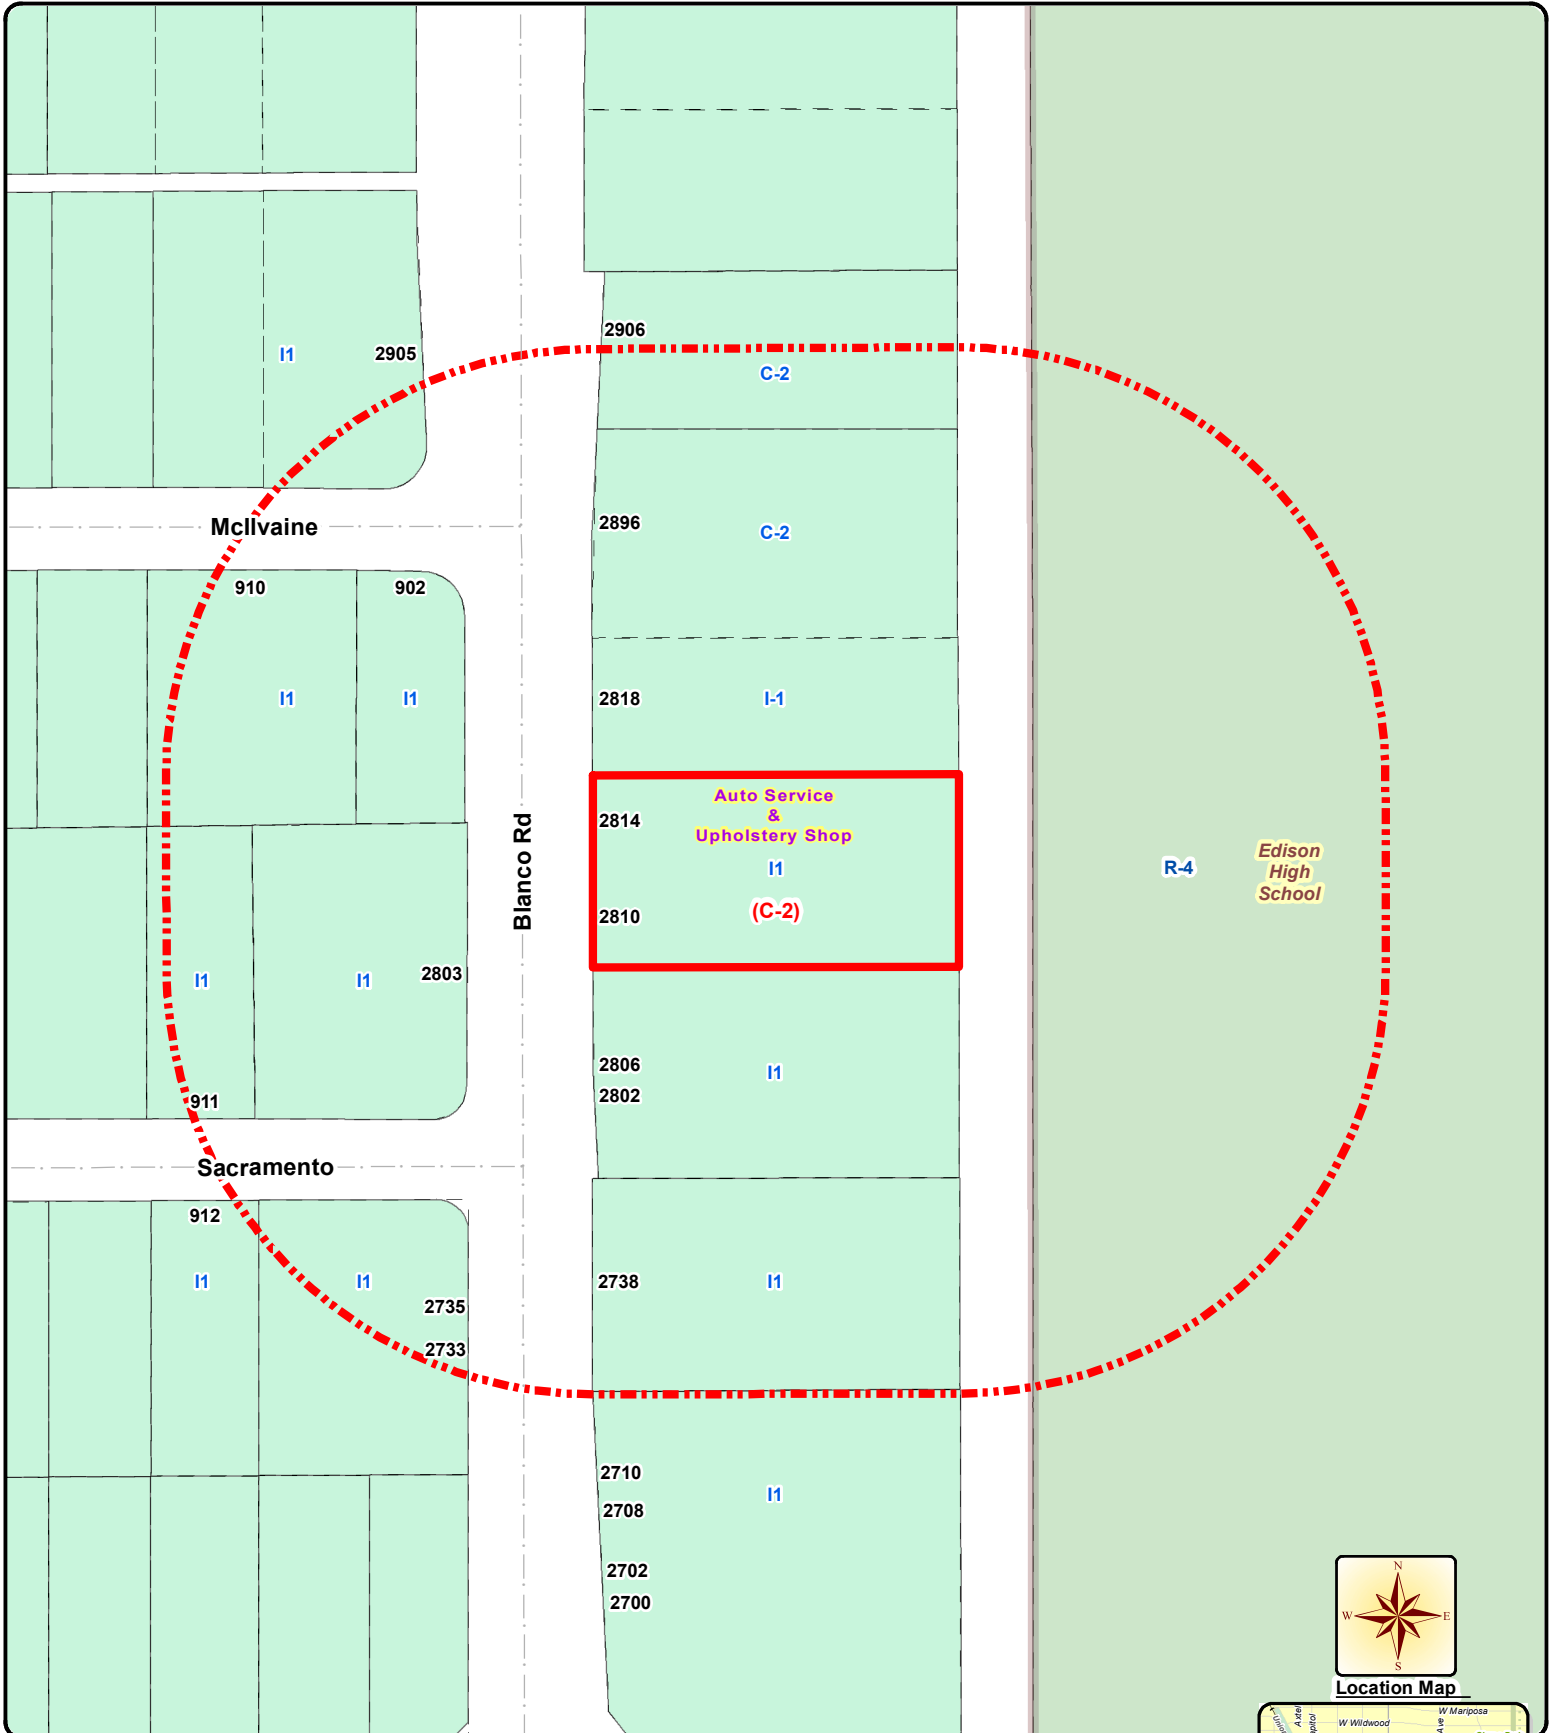 2906
I1
2905
C-2
2896
C-2
McIlvaine
910
902
I1
I1
2818
I-1
Auto Service
&
Upholstery Shop
2814
I1
(C-2)
2810
Blanco Rd
R-4
Edison
High
School
I1
I1
2803
2806
2802
I1
911
Sacramento
912
I1
I1
2735
2733
2738
I1
2710
2708
I1
2702
2700
N
W
E
S
Location Map
W Mariposa
W Wildwood
Axtel
Ave